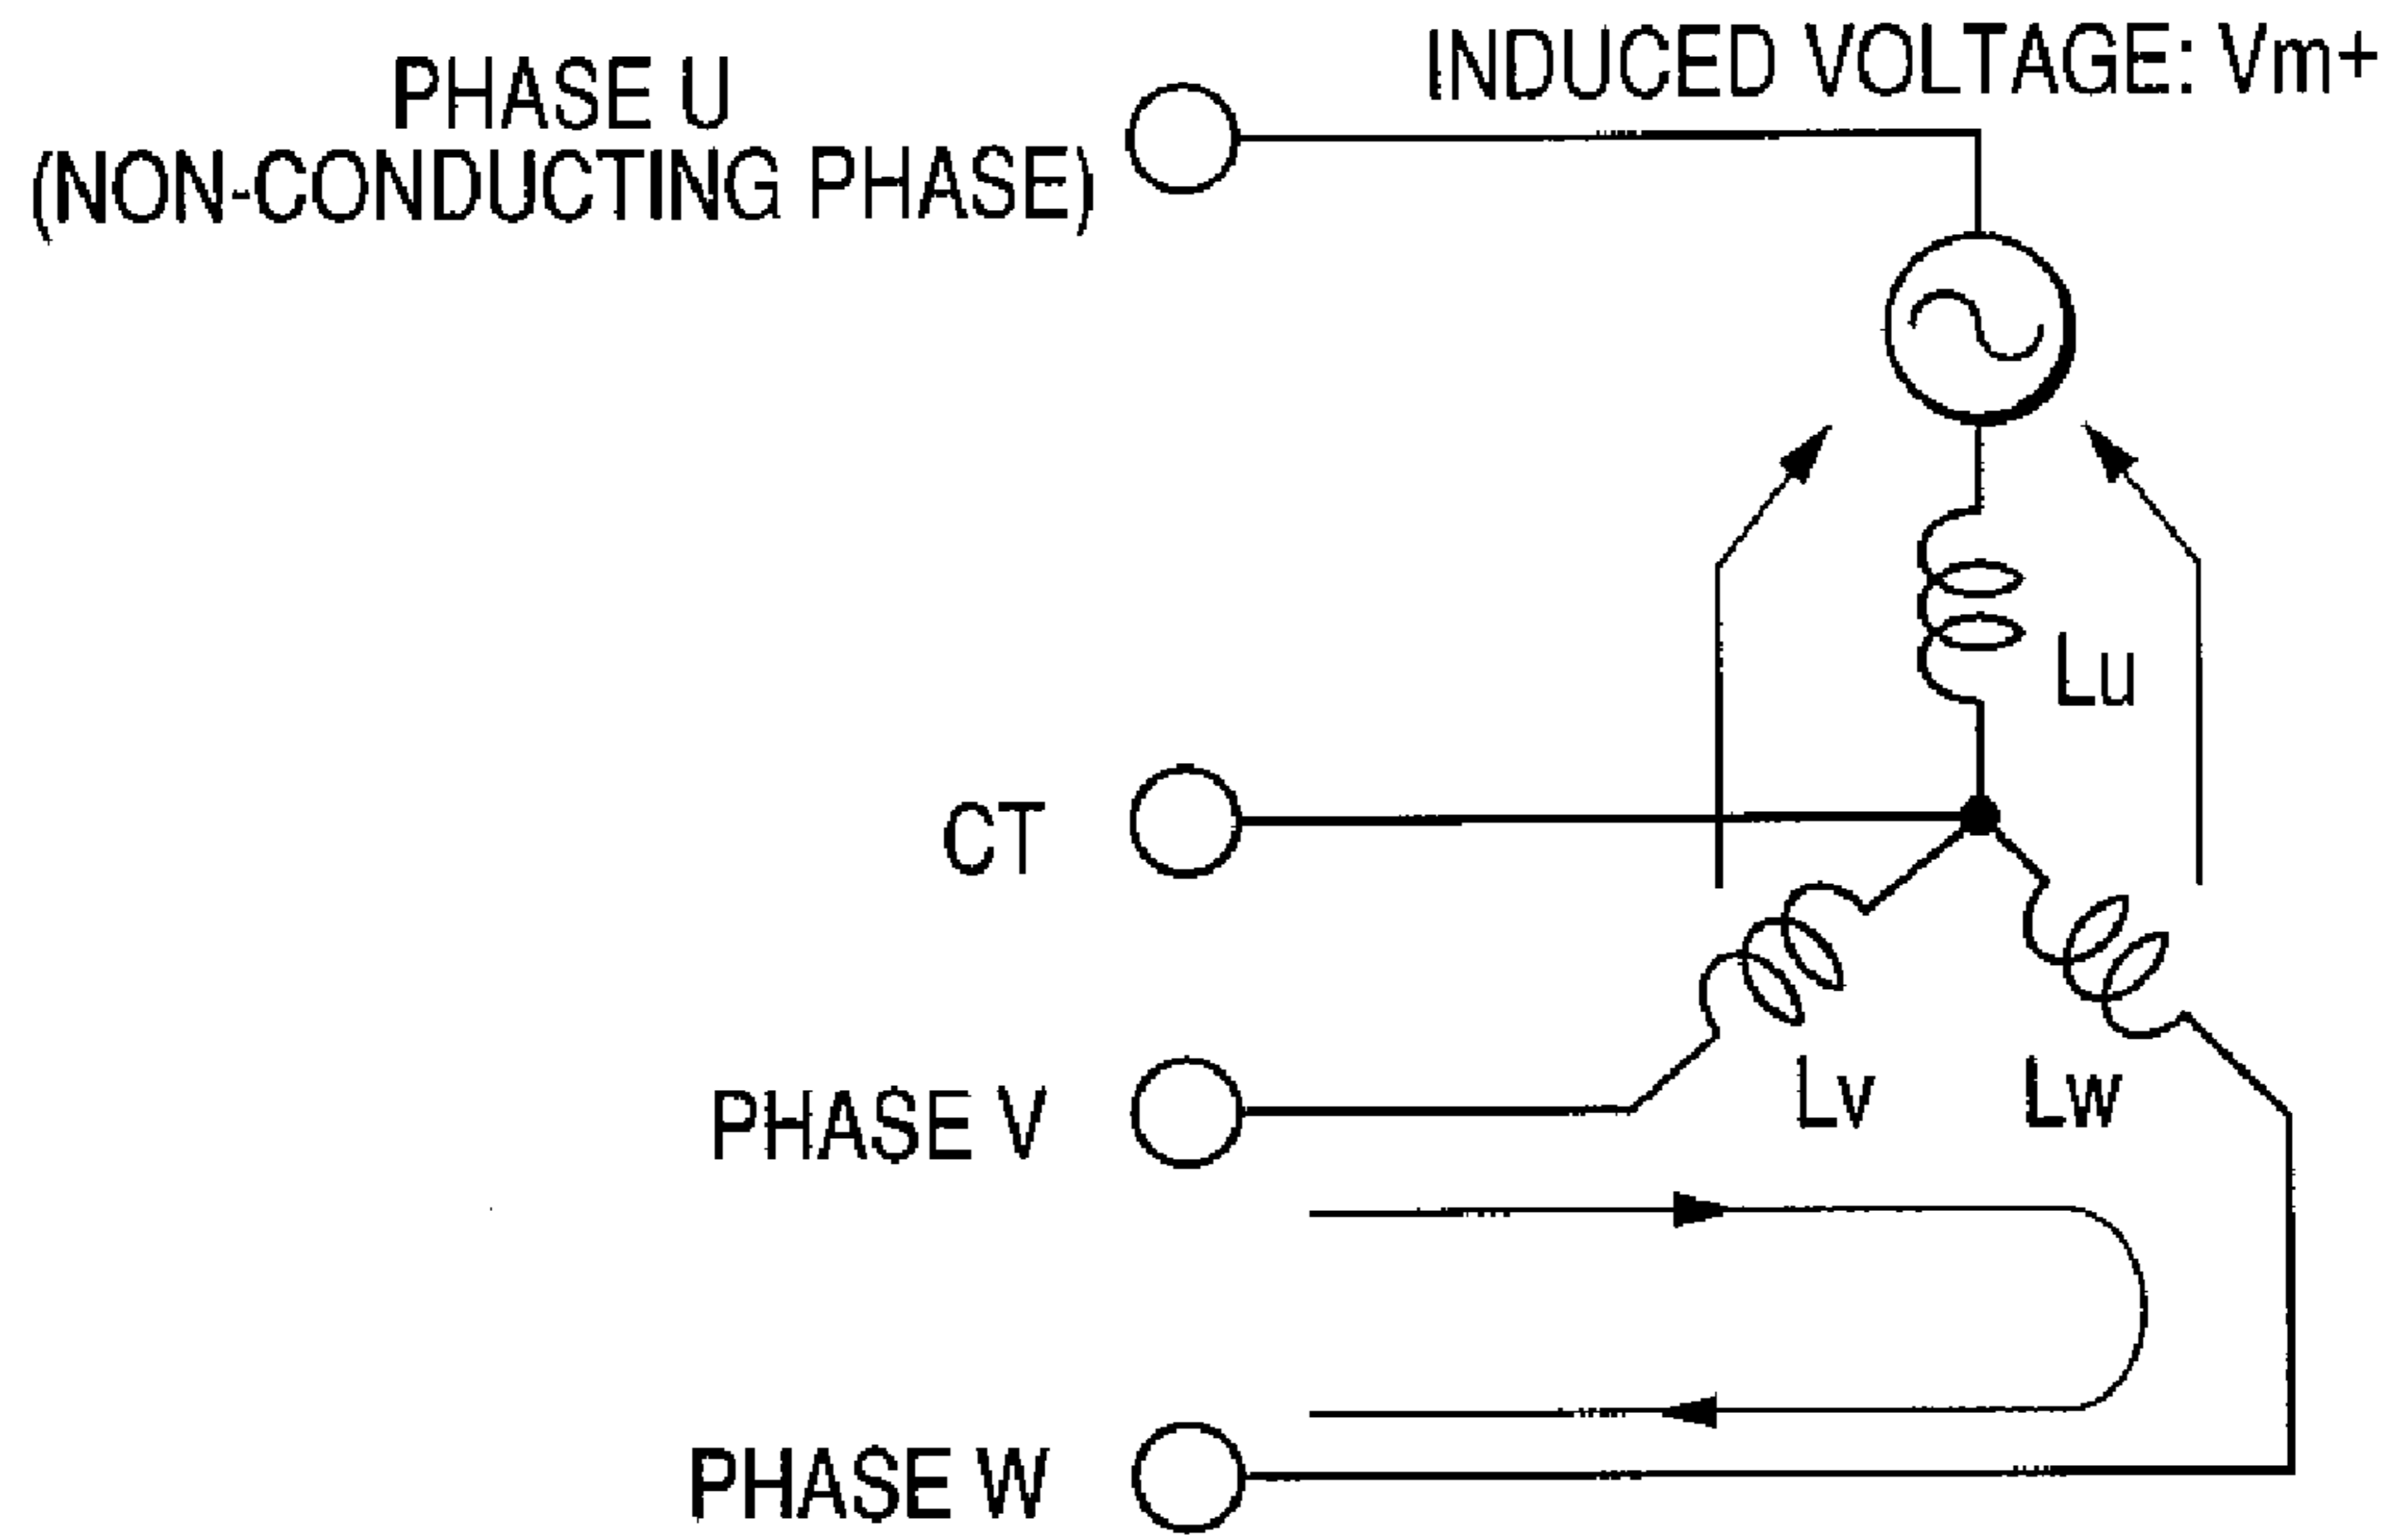 INDUCED VOLTAGE: Vm+
PHASE U
(NON-CONDUCTING PHASE)
Lu
CT
Lv
Lw
PHASE V
PHASE W